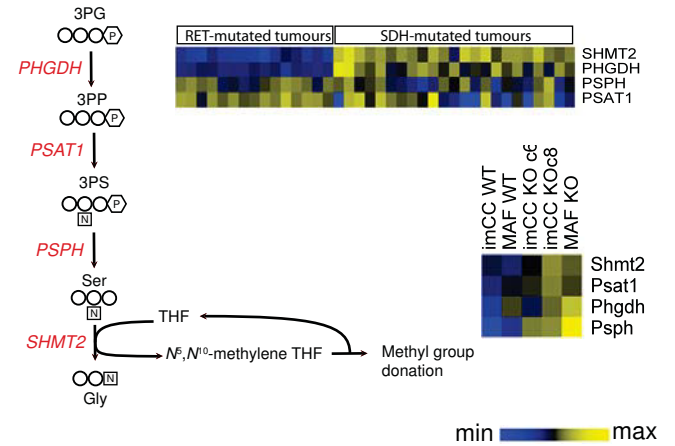 3PG
P
PHGDH
3PP
P
PSAT1
3PS
P
N
PSPH
Ser
N
SHMT2
THF
N⁵,N¹⁰-methylene THF
Methyl group
donation
N
Gly
RET-mutated tumours
SDH-mutated tumours
SHMT2
PHGDH
PSPH
PSAT1
imCC WT
MAF WT
imCC KO c6
imCC KOc8
MAF KO
Shmt2
Psat1
Phgdh
Psph
min
max